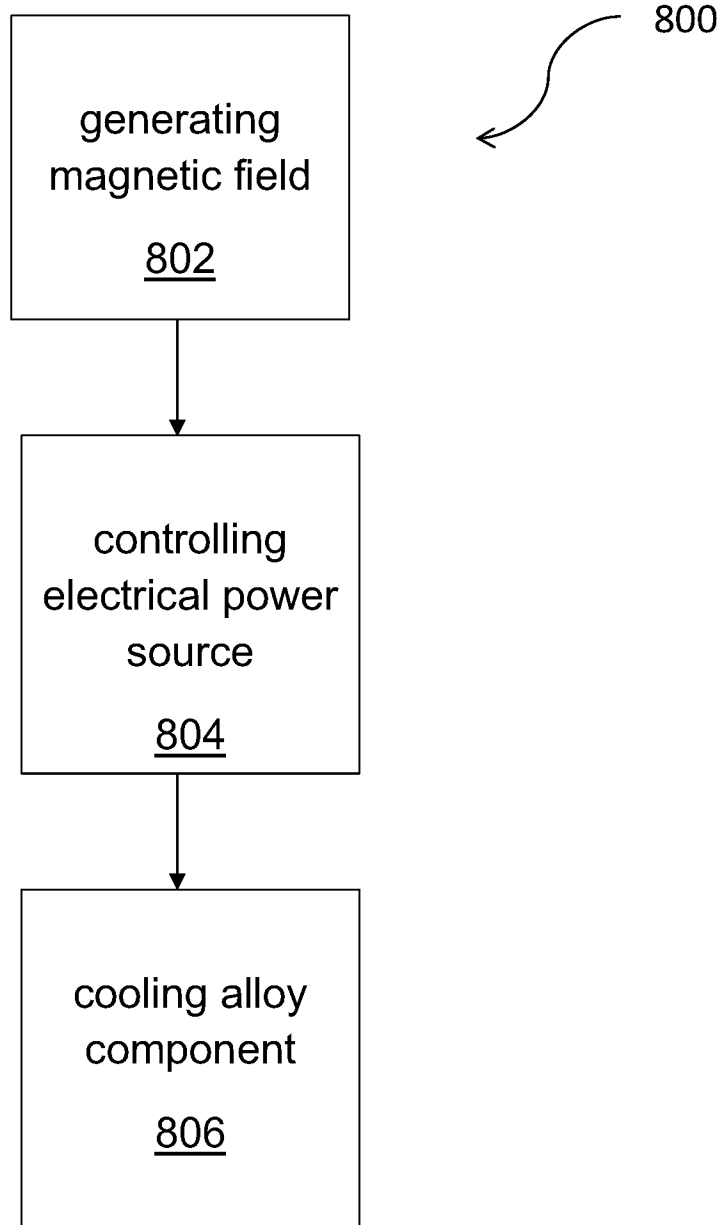 800
generating
magnetic field
802
controlling
electrical power
source
804
cooling alloy
component
806